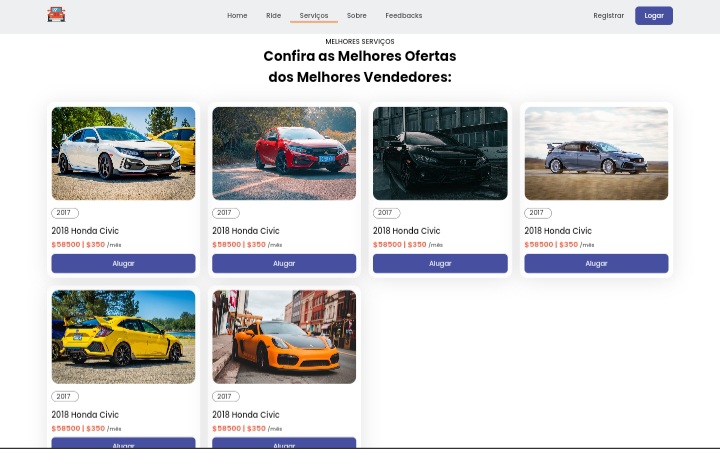 Home Ride Serviços Sobre Feedbacks Registrar Logar
MELHORES SERVIÇOS
Confira as Melhores Ofertas
dos Melhores Vendedores:
2017 2017 2017 2017
2018 Honda Civic 2018 Honda Civic 2018 Honda Civic 2018 Honda Civic
$58500 | $350 /mês $58500 | $350 /mês $58500 | $350 /mês $58500 | $350 /mês
Alugar Alugar Alugar Alugar
2017 2017
2018 Honda Civic 2018 Honda Civic
$58500 | $350 /mês $58500 | $350 /mês
Alugar Alugar